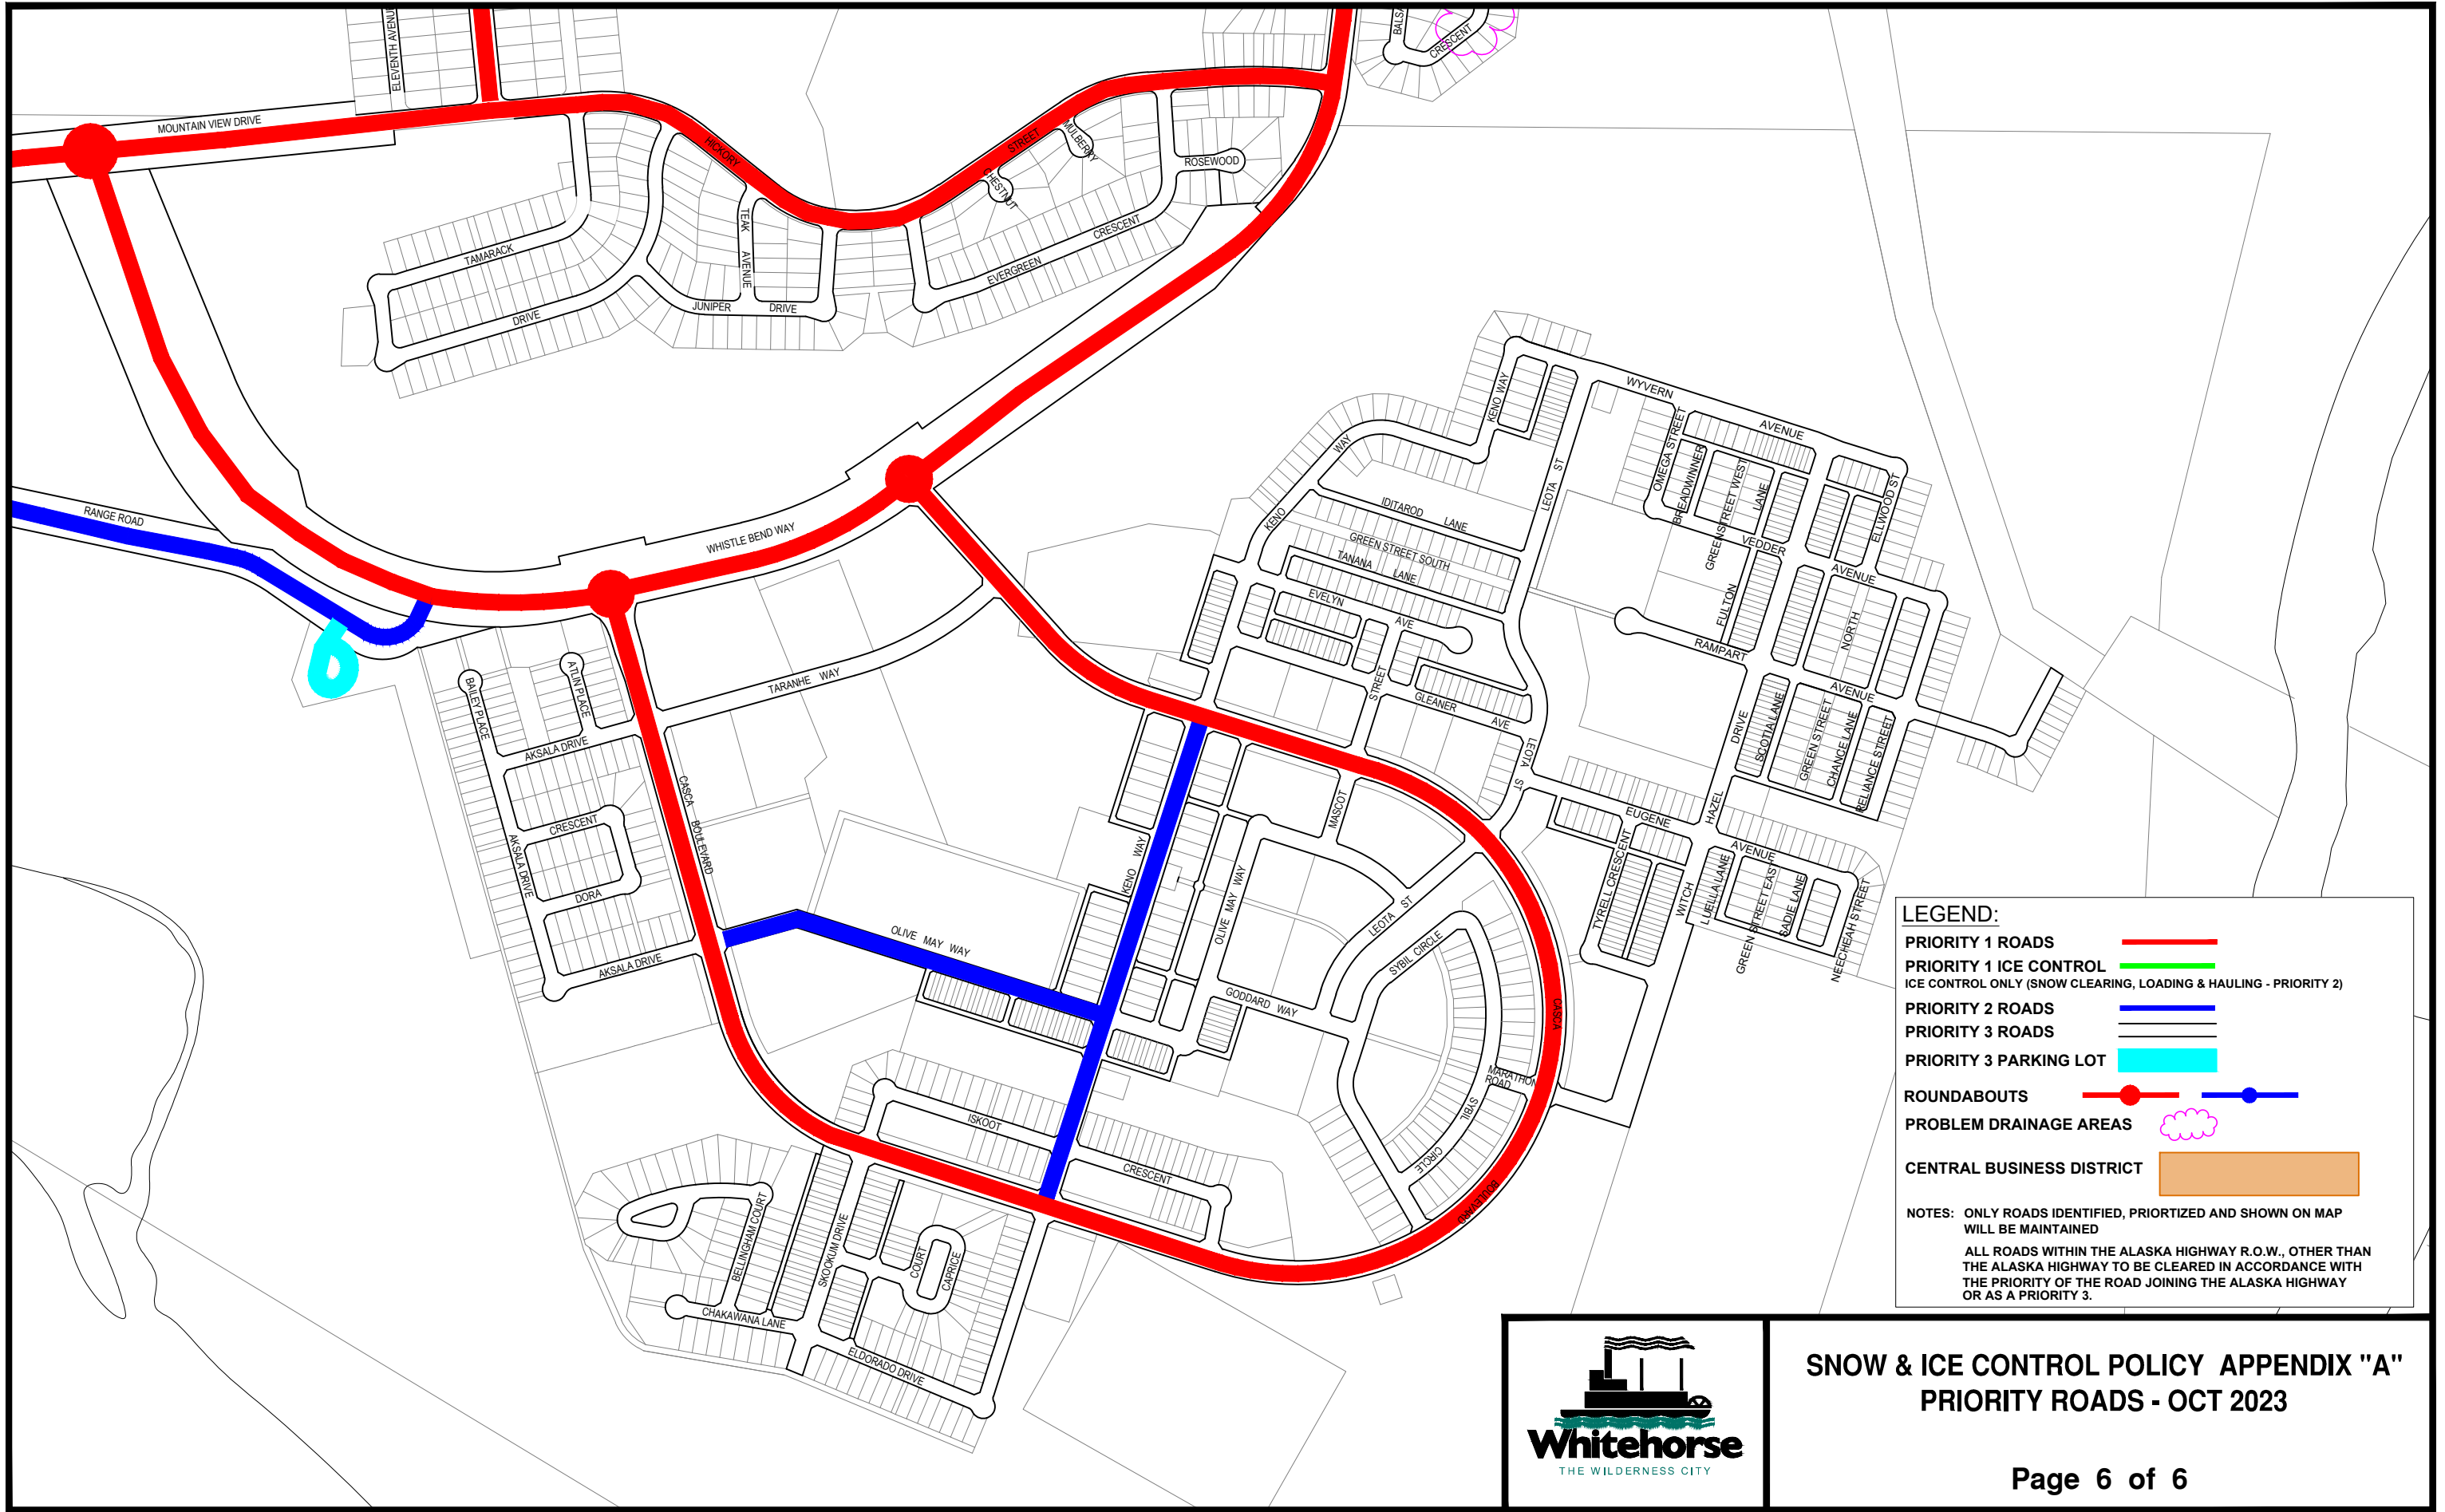 ELEVENTH AVENUE
BALSA
CRESCENT
MOUNTAIN VIEW DRIVE
HICKORY
STREET
MULBERRY
CHESTNUT
ROSEWOOD
TAMARACK
DRIVE
TEAK
AVENUE
JUNIPER DRIVE
EVERGREEN
CRESCENT
RANGE ROAD
WHISTLE BEND WAY
TARANHE WAY
BAILEY PLACE
ATLIN PLACE
AKSALA DRIVE
CRESCENT
DORA
AKSALA DRIVE
AKSALA DRIVE
CASCA
BOULEVARD
OLIVE MAY WAY
KENO WAY
WYVERN
AVENUE
KENO
WAY
LEOTA ST
IDITAROD LANE
GREEN STREET SOUTH
TANANA LANE
EVELYN
AVE
STREET
GLEANER
AVE
LEOTA
ST
OMEGA STREET
BREADWINNER
LANE
GREENSTREET WEST
ELLWOOD ST
VEDDER
AVENUE
FULTON
NORTH
RAMPART
AVENUE
DRIVE
SCOTIA LANE
GREEN STREET
CHANCE LANE
RELIANCE STREET
HAZEL
EUGENE
AVENUE
TYRELL CRESCENT
WITCH
LUELLA LANE
GREEN STREET EAST
SADIE LANE
NEECHEAH STREET
MASCOT
KENO WAY
OLIVE MAY WAY
LEOTA ST
SYBIL CIRCLE
GODDARD WAY
CASCA
BOULEVARD
MARATHON
ROAD
SYBIL
CIRCLE
ISKOOT
CRESCENT
BELLINGHAM COURT
SKOOKUM DRIVE
COURT
CAPRICE
CHAKAWANA LANE
ELDORADO DRIVE
LEGEND:
PRIORITY 1 ROADS
PRIORITY 1 ICE CONTROL
ICE CONTROL ONLY (SNOW CLEARING, LOADING & HAULING - PRIORITY 2)
PRIORITY 2 ROADS
PRIORITY 3 ROADS
PRIORITY 3 PARKING LOT
ROUNDABOUTS
PROBLEM DRAINAGE AREAS
CENTRAL BUSINESS DISTRICT
NOTES: ONLY ROADS IDENTIFIED, PRIORTIZED AND SHOWN ON MAP
WILL BE MAINTAINED
ALL ROADS WITHIN THE ALASKA HIGHWAY R.O.W., OTHER THAN
THE ALASKA HIGHWAY TO BE CLEARED IN ACCORDANCE WITH
THE PRIORITY OF THE ROAD JOINING THE ALASKA HIGHWAY
OR AS A PRIORITY 3.
Whitehorse
THE WILDERNESS CITY
SNOW & ICE CONTROL POLICY APPENDIX "A"
PRIORITY ROADS - OCT 2023
Page 6 of 6